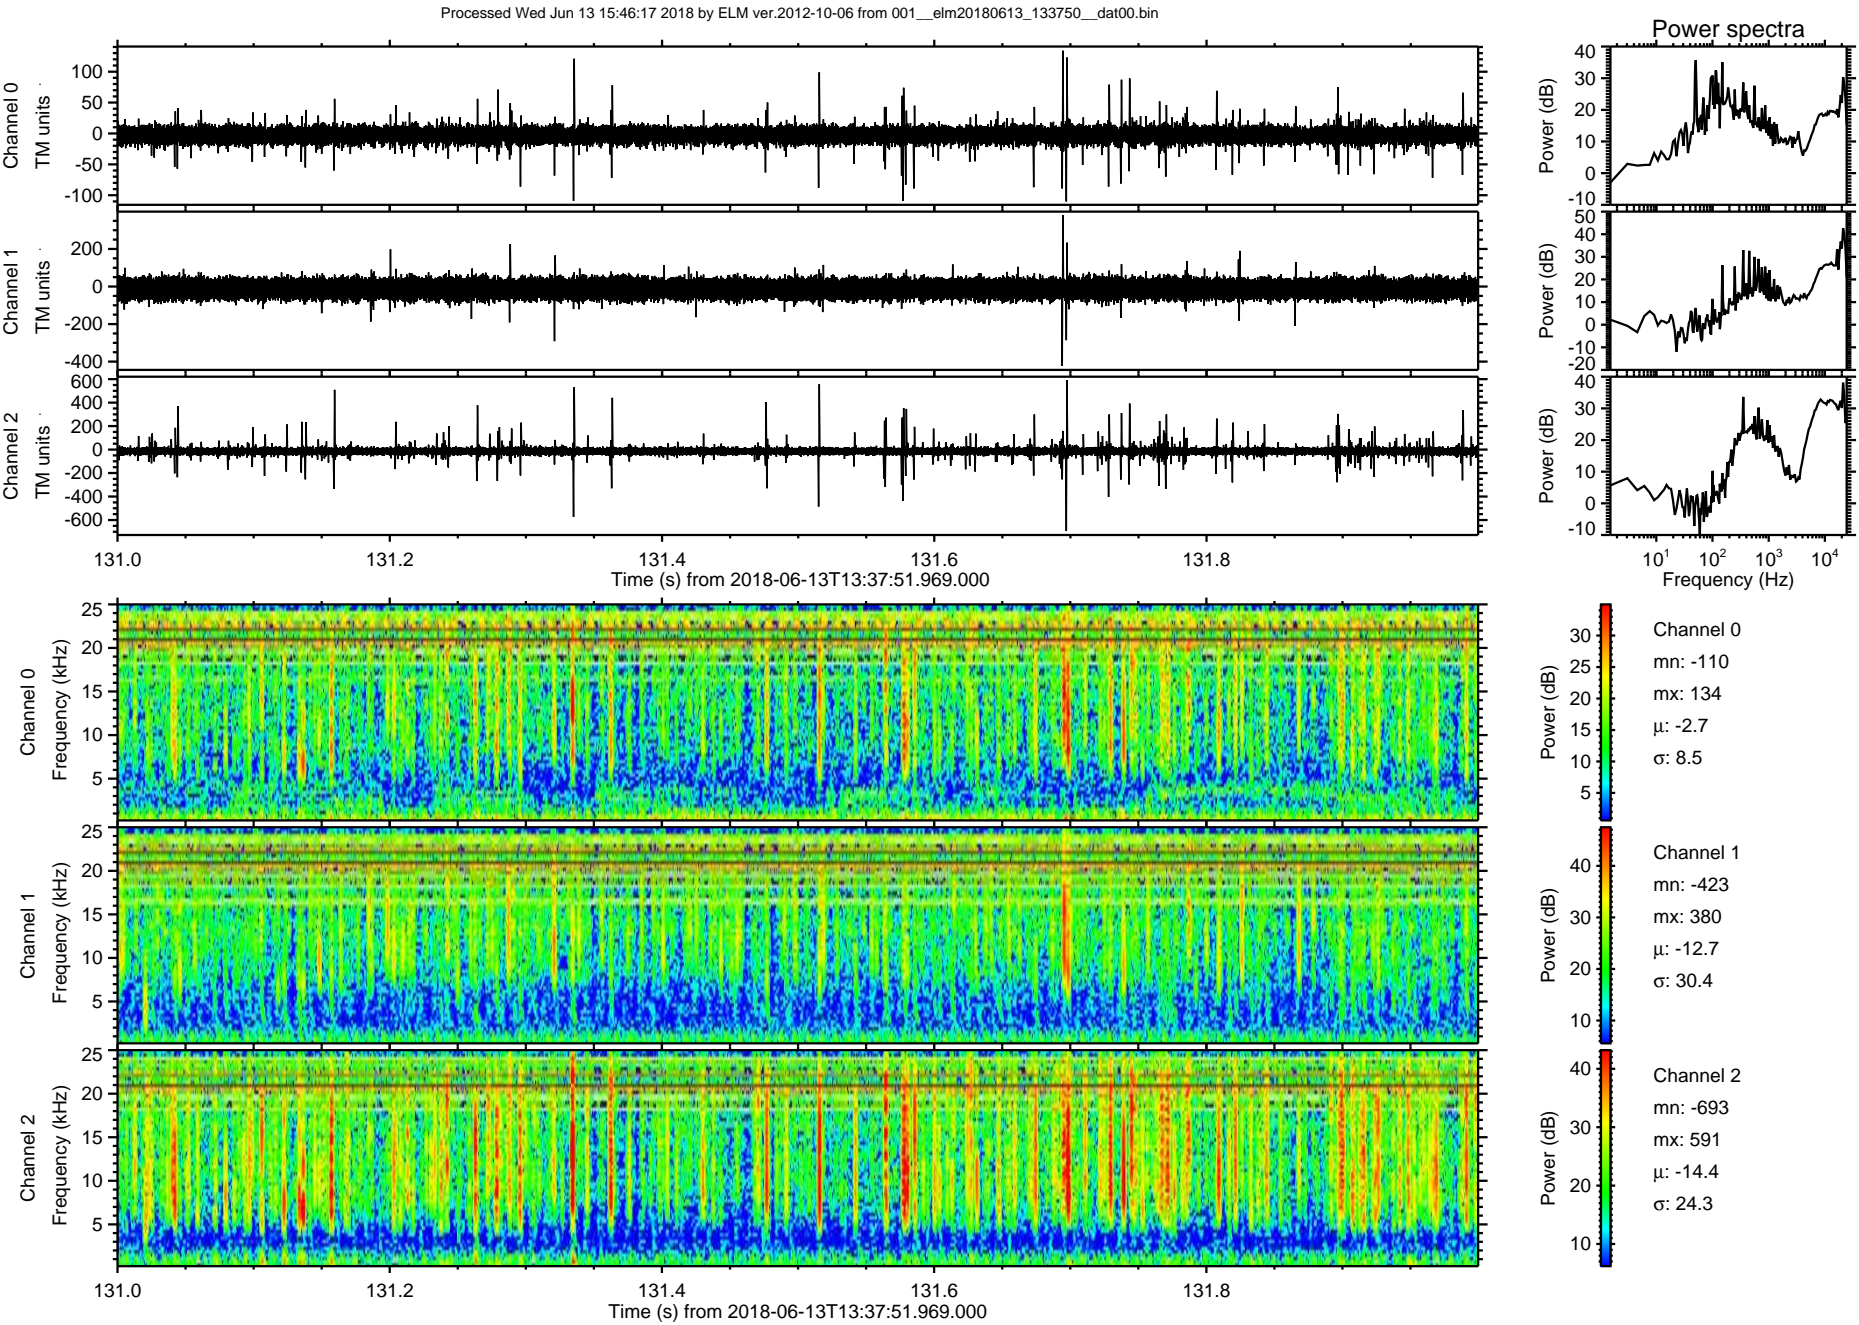 Processed Wed Jun 13 15:46:17 2018 by ELM ver.2012-10-06 from 001__elm20180613_133750__dat00.bin
Power spectra
Channel 0
TM units
100
50
0
-50
-100
Power (dB)
40
30
20
10
0
-10
Channel 1
TM units
200
0
-200
-400
Power (dB)
50
40
30
20
10
0
-10
-20
Channel 2
TM units
600
400
200
0
-200
-400
-600
Power (dB)
40
30
20
10
0
-10
131.0 131.2 131.4 131.6 131.8
Time (s) from 2018-06-13T13:37:51.969.000
10¹ 10² 10³ 10⁴
Frequency (Hz)
Channel 0
Frequency (kHz)
25
20
15
10
5
Power (dB)
30
25
20
15
10
5
Channel 0
mn: -110
mx: 134
μ: -2.7
σ: 8.5
Channel 1
Frequency (kHz)
25
20
15
10
5
Power (dB)
40
30
20
10
Channel 1
mn: -423
mx: 380
μ: -12.7
σ: 30.4
Channel 2
Frequency (kHz)
25
20
15
10
5
Power (dB)
40
30
20
10
Channel 2
mn: -693
mx: 591
μ: -14.4
σ: 24.3
131.0 131.2 131.4 131.6 131.8
Time (s) from 2018-06-13T13:37:51.969.000